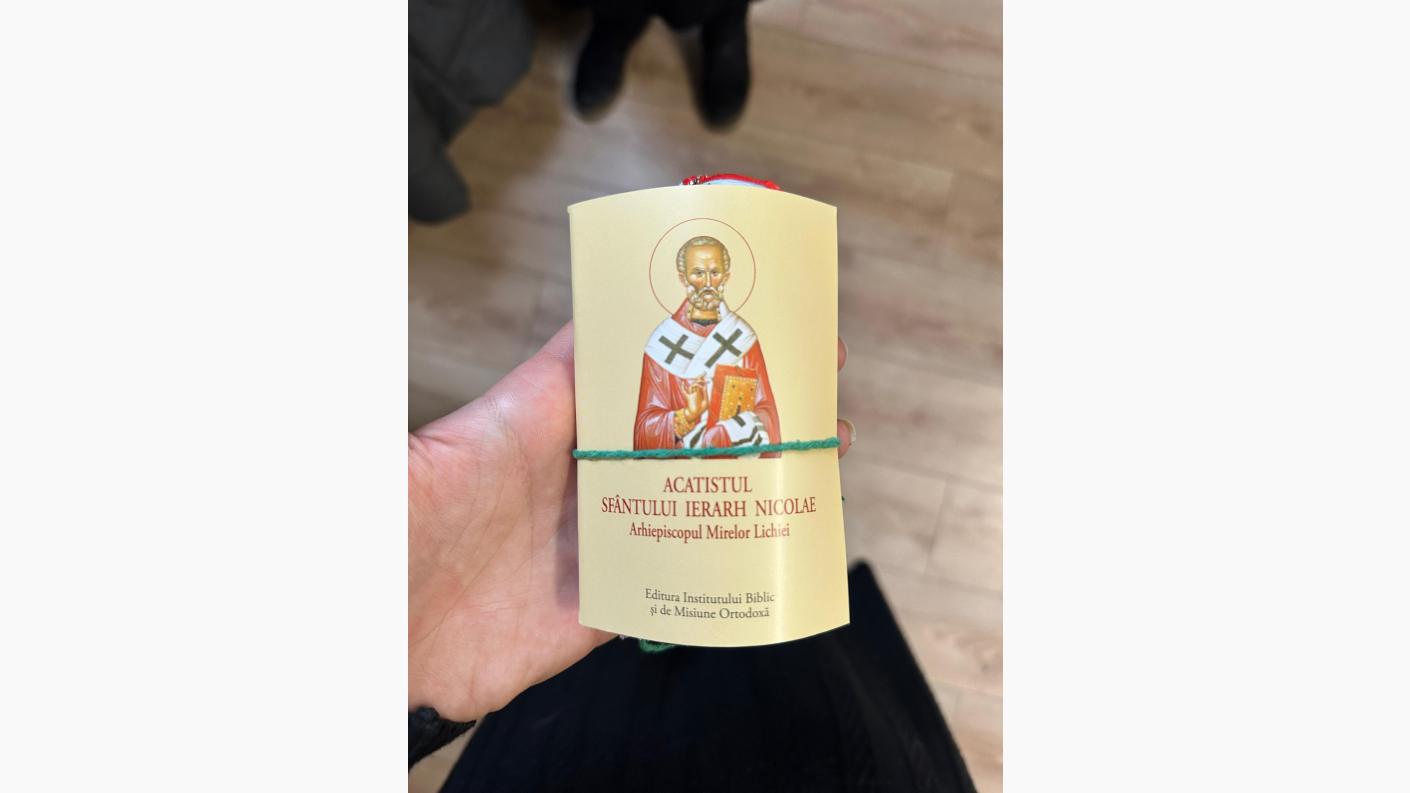 ACATISTUL
SFÂNTULUI IERARH NICOLAE
Arhiepiscopul Mirelor Lichiei
Editura Institutului Biblic
și de Misiune Ortodoxă